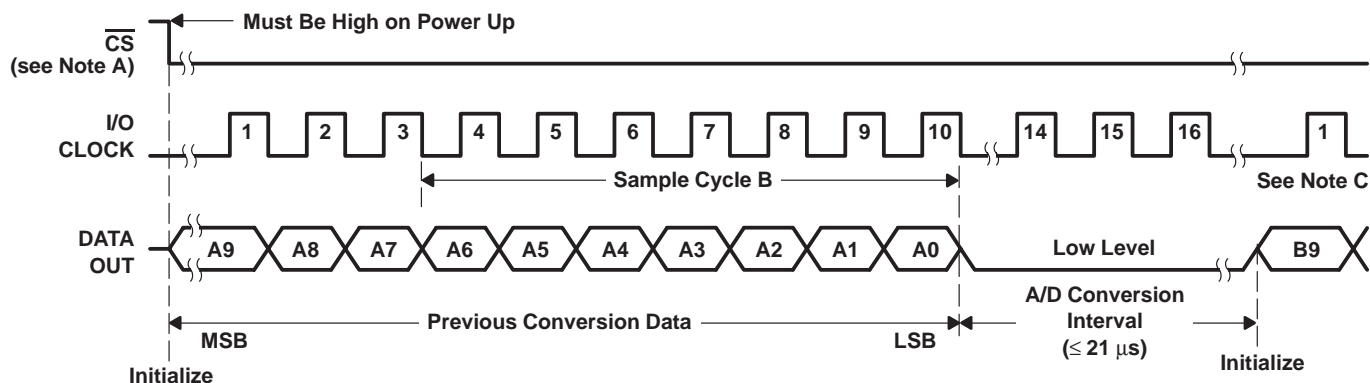 Must Be High on Power Up
CS
(see Note A)
I/O
CLOCK
1 2 3 4 5 6 7 8 9 10 14 15 16 1
Sample Cycle B
See Note C
DATA
OUT
A9 A8 A7 A6 A5 A4 A3 A2 A1 A0 Low Level B9
A/D Conversion
Interval
(≤ 21 μs)
Previous Conversion Data
MSB LSB
Initialize
Initialize